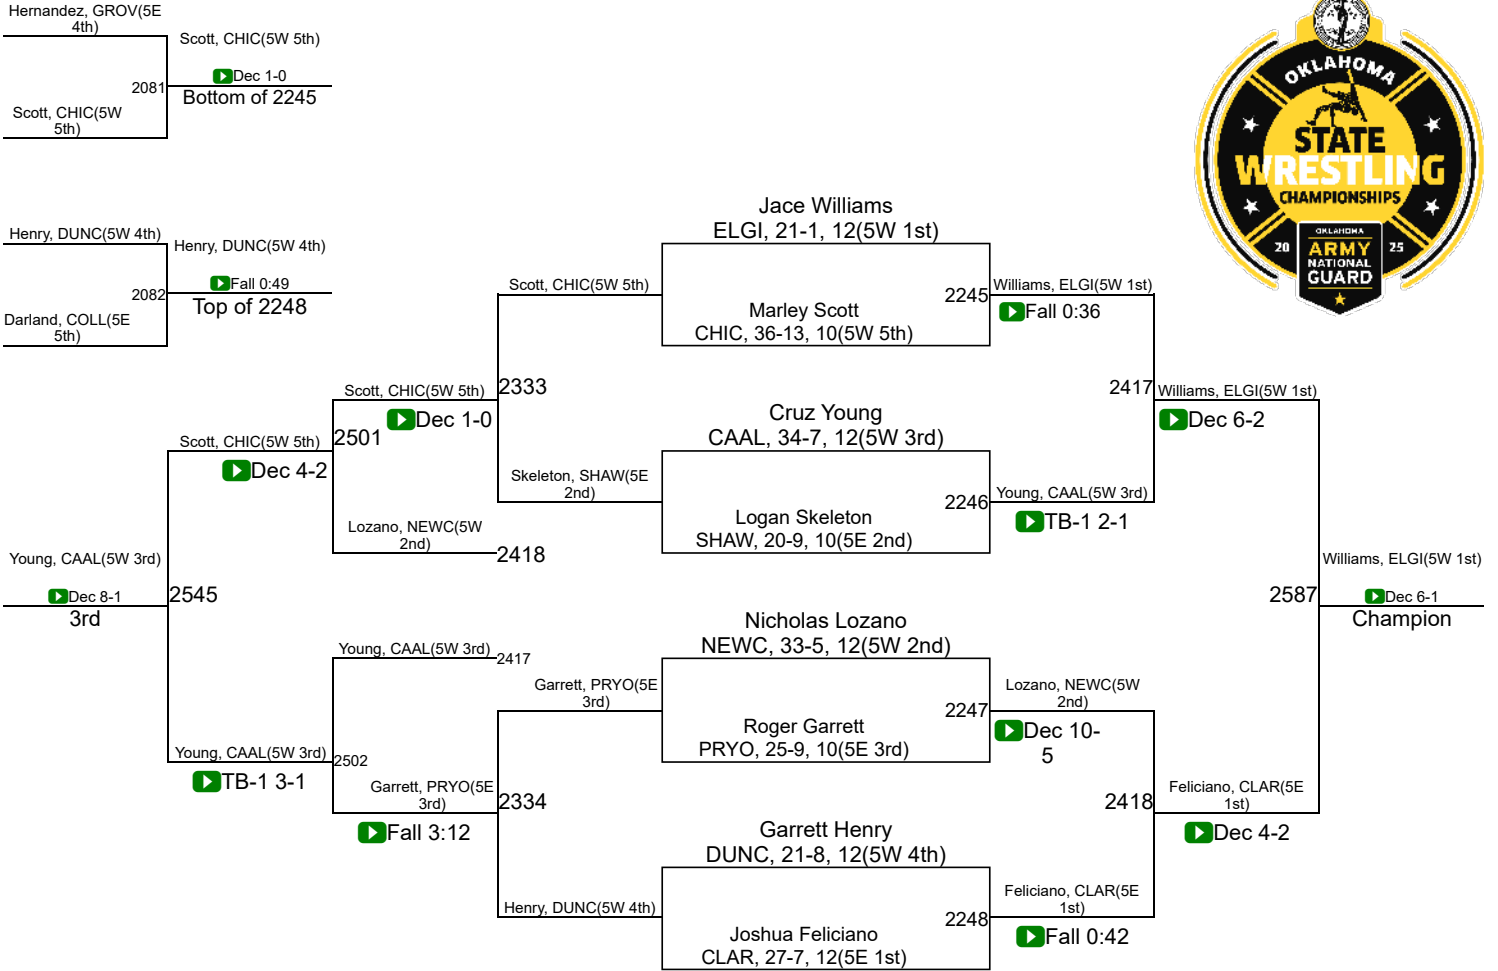 Hernandez, GROV(5E
4th)
Scott, CHIC(5W 5th)
Dec 1-0
2081
Bottom of 2245
Scott, CHIC(5W
5th)
OKLAHOMA
STATE
WRESTLING
CHAMPIONSHIPS
20
25
OKLAHOMA
ARMY
NATIONAL
GUARD
Henry, DUNC(5W 4th)
Henry, DUNC(5W 4th)
Fall 0:49
2082
Top of 2248
Darland, COLL(5E
5th)
Jace Williams
ELGI, 21-1, 12(5W 1st)
Scott, CHIC(5W 5th)
2245
Williams, ELGI(5W 1st)
Marley Scott
CHIC, 36-13, 10(5W 5th)
Fall 0:36
2333
Scott, CHIC(5W 5th)
Dec 1-0
2417
Williams, ELGI(5W 1st)
Dec 6-2
Cruz Young
CAAL, 34-7, 12(5W 3rd)
Scott, CHIC(5W 5th)
2501
Dec 4-2
Skeleton, SHAW(5E
2nd)
2246
Young, CAAL(5W 3rd)
Logan Skeleton
SHAW, 20-9, 10(5E 2nd)
TB-1 2-1
Lozano, NEWC(5W
2nd)
2418
Young, CAAL(5W 3rd)
Dec 8-1
3rd
2545
2587
Williams, ELGI(5W 1st)
Dec 6-1
Champion
Nicholas Lozano
NEWC, 33-5, 12(5W 2nd)
Young, CAAL(5W 3rd)
2417
Garrett, PRYO(5E
3rd)
2247
Lozano, NEWC(5W
2nd)
Roger Garrett
PRYO, 25-9, 10(5E 3rd)
Dec 10-
5
Young, CAAL(5W 3rd)
2502
TB-1 3-1
Garrett, PRYO(5E
3rd)
2334
Fall 3:12
2418
Feliciano, CLAR(5E
1st)
Dec 4-2
Garrett Henry
DUNC, 21-8, 12(5W 4th)
Henry, DUNC(5W 4th)
2248
Feliciano, CLAR(5E
1st)
Joshua Feliciano
CLAR, 27-7, 12(5E 1st)
Fall 0:42